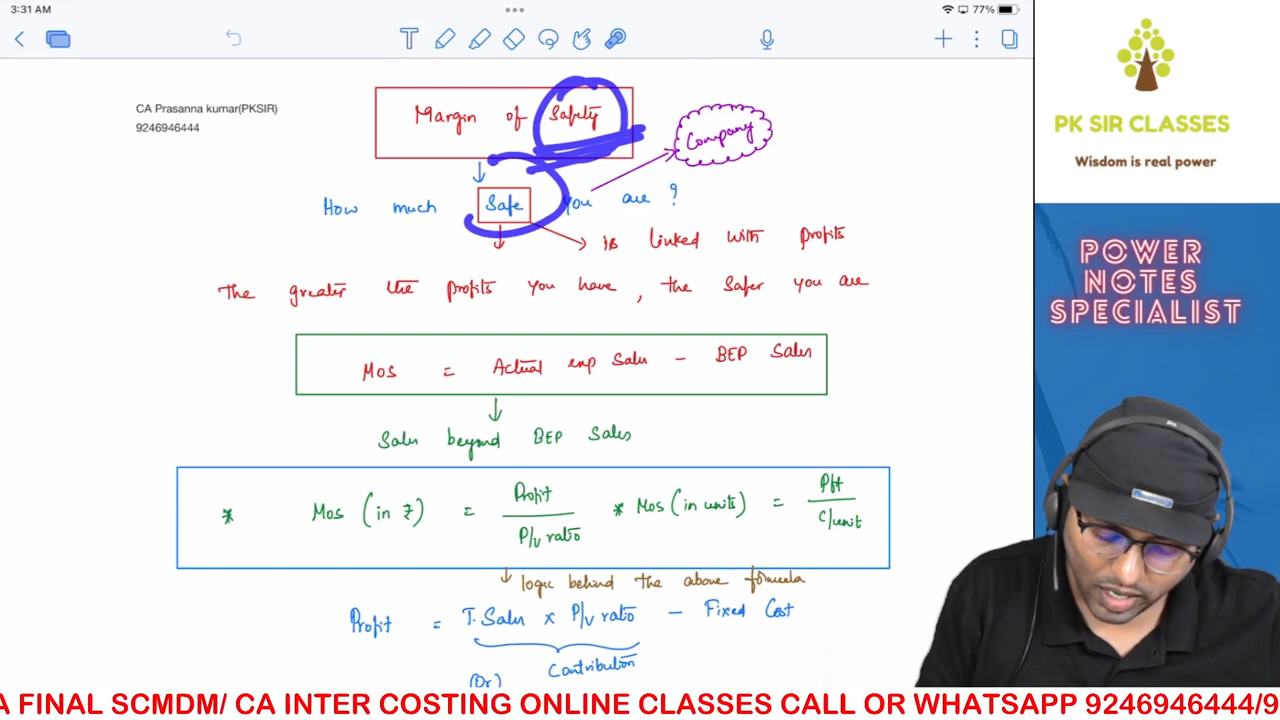 3:31 AM
77%
CA Prasanna kumar(PKSIR)
9246946444
Margin of Safety
Company
How much Safe you are ?
is linked with profits
The greater the profits you have, the safer you are
MOS = Actual exp Sales - BEP Sales
Sales beyond BEP Sales
* Mos (in ₹) = Profit / P/V ratio * Mos (in units) = Pft / C/unit
logic behind the above formula
Profit = T. Sales x P/V ratio - Fixed Cost
Contribution
(Or)
PK SIR CLASSES
Wisdom is real power
POWER
NOTES
SPECIALIST
A FINAL SCMDM/ CA INTER COSTING ONLINE CLASSES CALL OR WHATSAPP 9246946444/9